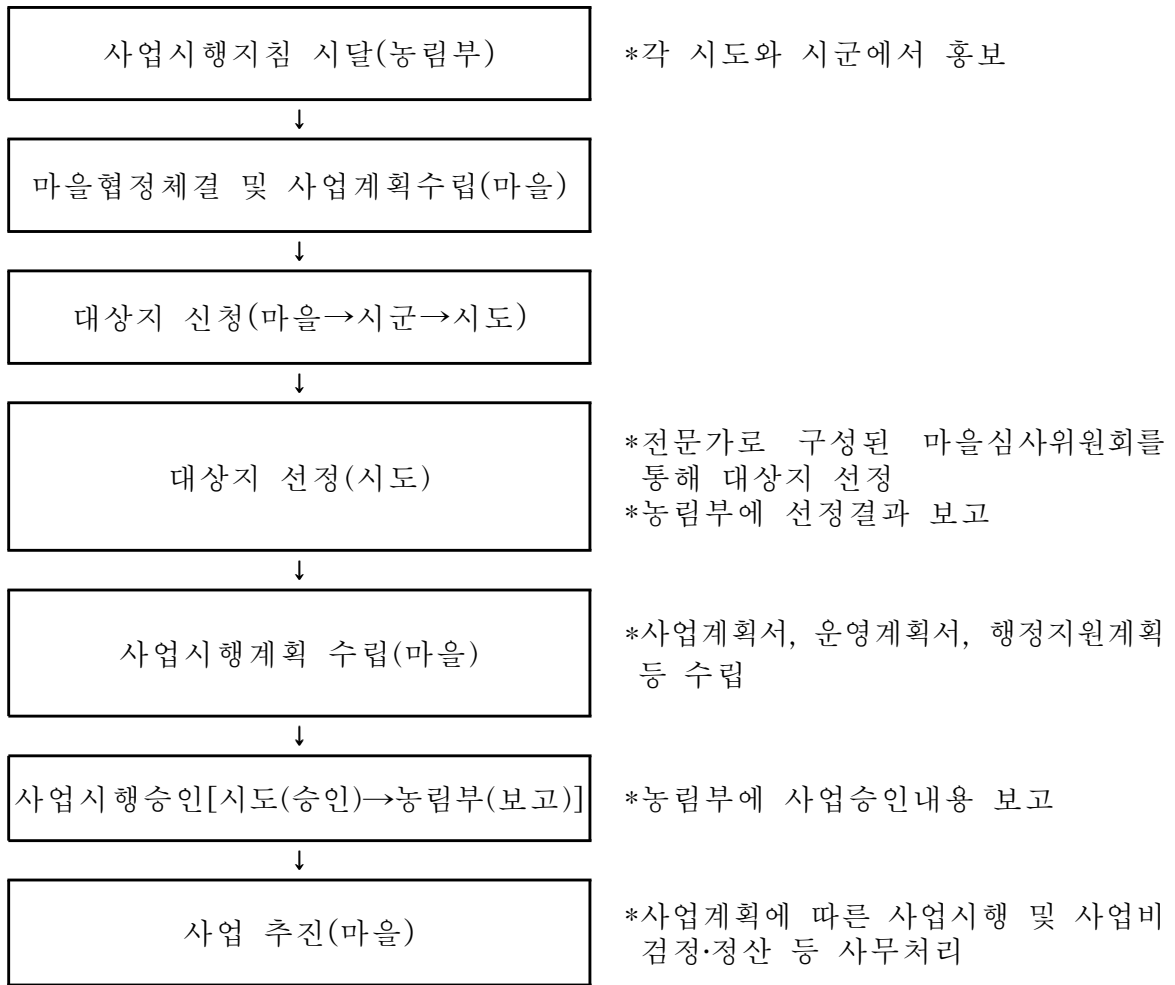 사업시행지침 시달(농림부)
*각 시도와 시군에서 홍보
↓
마을협정체결 및 사업계획수립(마을)
↓
대상지 신청(마을→시군→시도)
↓
대상지 선정(시도)
*전문가로 구성된 마을심사위원회를
통해 대상지 선정
*농림부에 선정결과 보고
↓
사업시행계획 수립(마을)
*사업계획서, 운영계획서, 행정지원계획
등 수립
↓
사업시행승인[시도(승인)→농림부(보고)]
*농림부에 사업승인내용 보고
↓
사업 추진(마을)
*사업계획에 따른 사업시행 및 사업비
검정·정산 등 사무처리